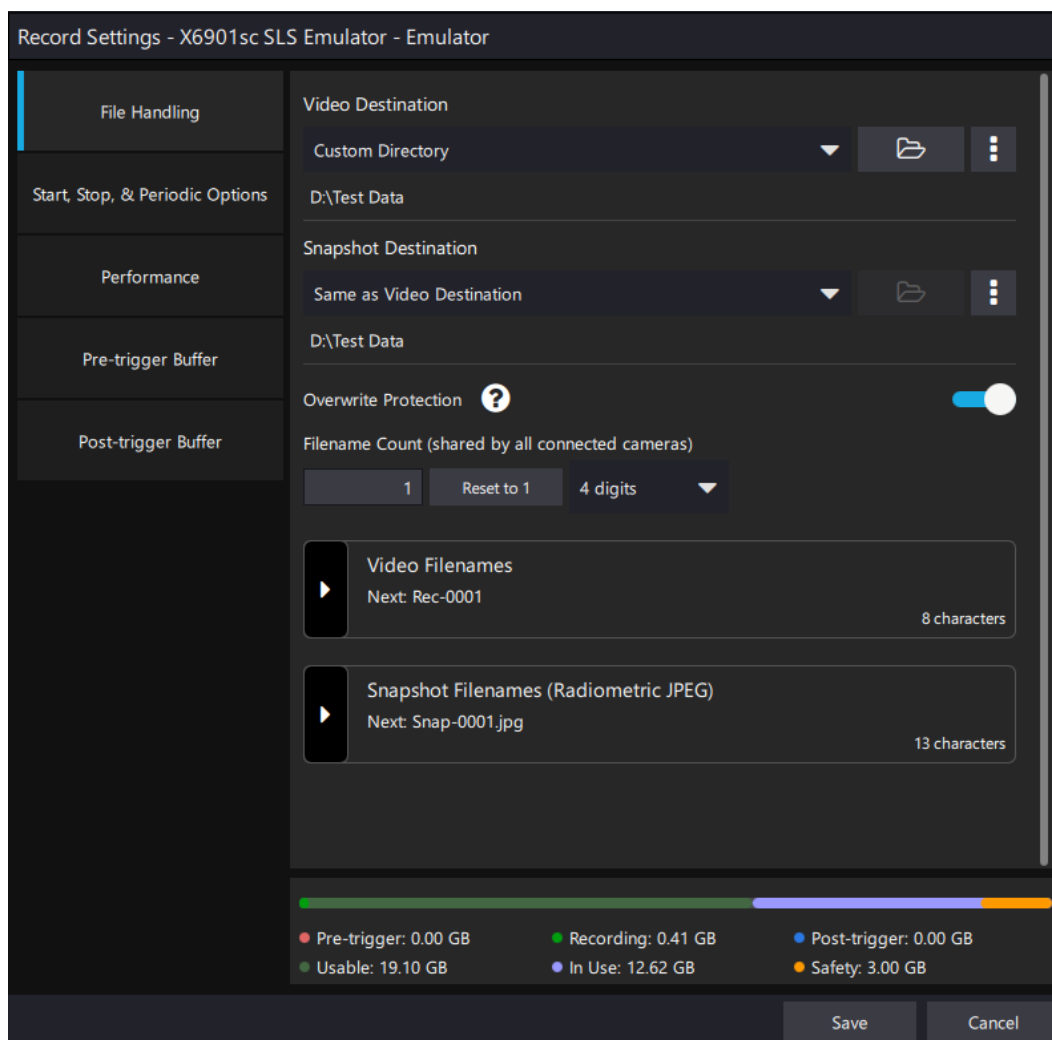 Record Settings - X6901sc SLS Emulator - Emulator
File Handling
Start, Stop, & Periodic Options
Performance
Pre-trigger Buffer
Post-trigger Buffer
Video Destination
Custom Directory
D:\Test Data
Snapshot Destination
Same as Video Destination
D:\Test Data
Overwrite Protection ?
Filename Count (shared by all connected cameras)
1 Reset to 1 4 digits
Video Filenames
Next: Rec-0001
8 characters
Snapshot Filenames (Radiometric JPEG)
Next: Snap-0001.jpg
13 characters
Pre-trigger: 0.00 GB Recording: 0.41 GB Post-trigger: 0.00 GB
Usable: 19.10 GB In Use: 12.62 GB Safety: 3.00 GB
Save Cancel